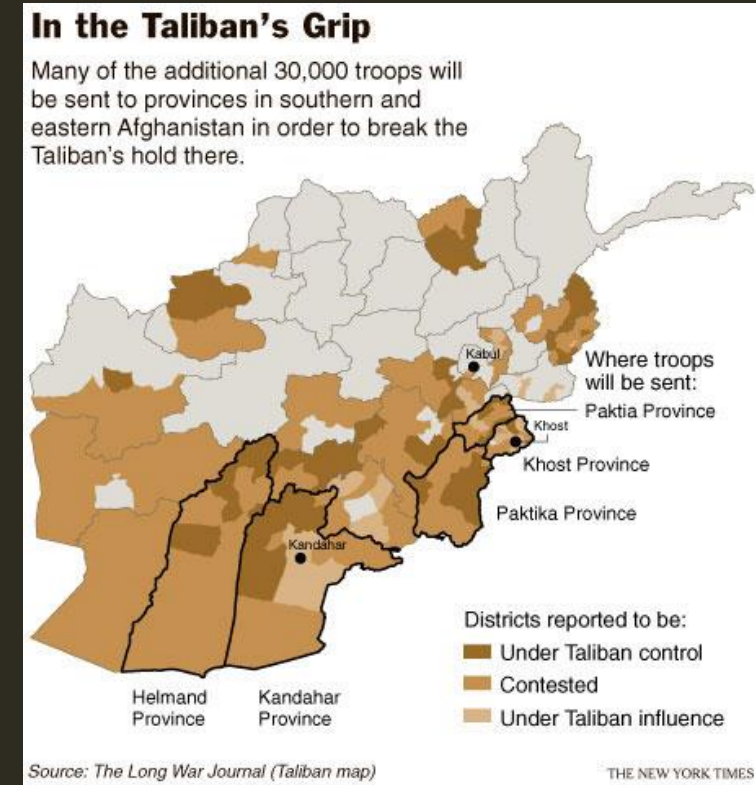 In the Taliban's Grip
Many of the additional 30,000 troops will
be sent to provinces in southern and
eastern Afghanistan in order to break the
Taliban's hold there.
Kabul
Where troops
will be sent:
Paktia Province
Khost
Khost Province
Paktika Province
Kandahar
Districts reported to be:
Under Taliban control
Contested
Under Taliban influence
Helmand
Province
Kandahar
Province
Source: The Long War Journal (Taliban map)
THE NEW YORK TIMES